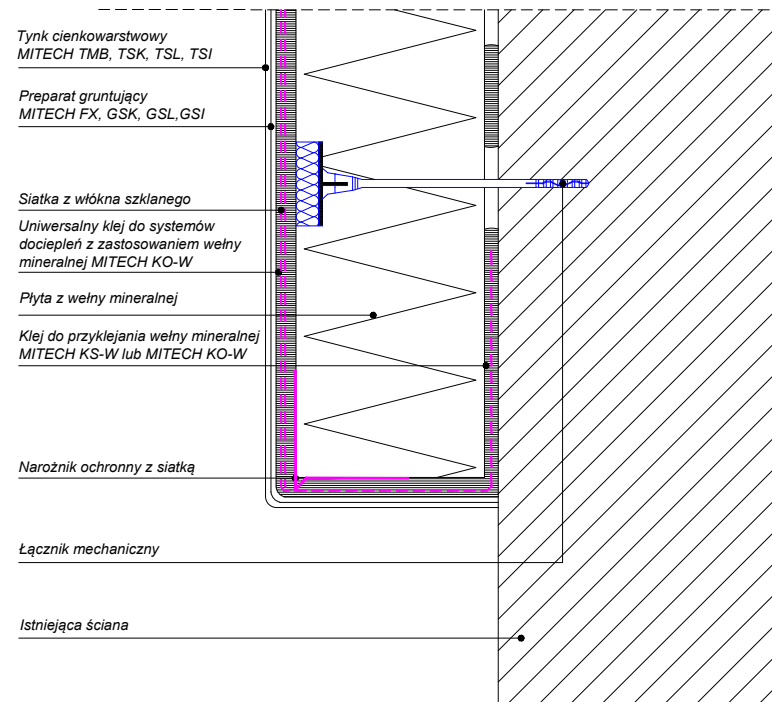 Tynk cienkowarstwowy
MITECH TMB, TSK, TSL, TSI
Preparat gruntujący
MITECH FX, GSK, GSL,GSI
Siatka z włókna szklanego
Uniwersalny klej do systemów
dociepleń z zastosowaniem wełny
mineralnej MITECH KO-W
Płyta z wełny mineralnej
Klej do przyklejania wełny mineralnej
MITECH KS-W lub MITECH KO-W
Narożnik ochronny z siatką
Łącznik mechaniczny
Istniejąca ściana